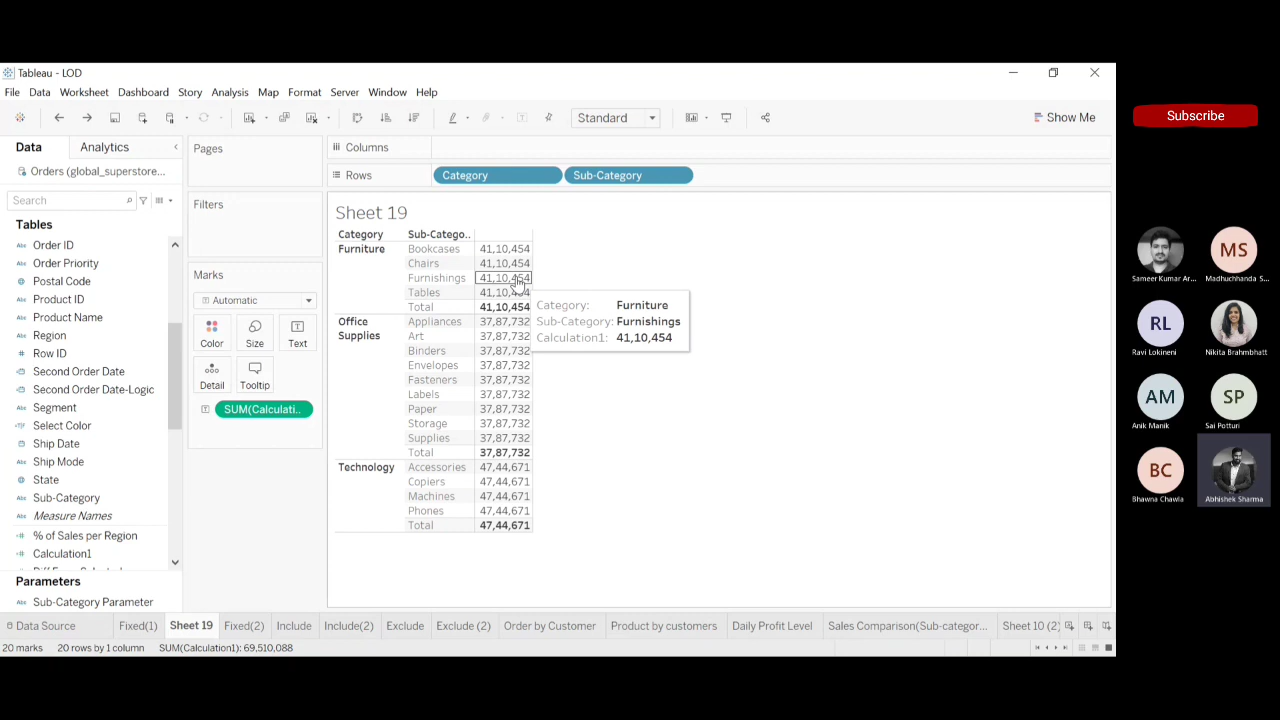 Tableau - LOD
File Data Worksheet Dashboard Story Analysis Map Format Server Window Help
Standard
Show Me
Subscribe
Data Analytics
Orders (global_superstore...
Search
Tables
Order ID
Order Priority
Postal Code
Product ID
Product Name
Region
Row ID
Second Order Date
Second Order Date-Logic
Segment
Select Color
Ship Date
Ship Mode
State
Sub-Category
Measure Names
% of Sales per Region
Calculation1
Parameters
Sub-Category Parameter
Pages
Filters
Marks
Automatic
Color Size Text
Detail Tooltip
SUM(Calculati..
Columns
Rows Category Sub-Category
Sheet 19
Category Sub-Catego..
Furniture Bookcases 41,10,454
Chairs 41,10,454
Furnishings 41,10,454
Tables 41,10,454
Total 41,10,454
Office Supplies Appliances 37,87,732
Art 37,87,732
Binders 37,87,732
Envelopes 37,87,732
Fasteners 37,87,732
Labels 37,87,732
Paper 37,87,732
Storage 37,87,732
Supplies 37,87,732
Total 37,87,732
Technology Accessories 47,44,671
Copiers 47,44,671
Machines 47,44,671
Phones 47,44,671
Total 47,44,671
Category: Furniture
Sub-Category: Furnishings
Calculation1: 41,10,454
MS
Sameer Kumar Ar... Madhuchhanda S...
RL
Ravi Lokineni Nikita Brahmbhatt
AM SP
Anik Manik Sai Potturi
BC
Bhawna Chawla Abhishek Sharma
Data Source Fixed(1) Sheet 19 Fixed(2) Include Include(2) Exclude Exclude (2) Order by Customer Product by customers Daily Profit Level Sales Comparison(Sub-categor... Sheet 10 (2)
20 marks 20 rows by 1 column SUM(Calculation1): 69,510,088